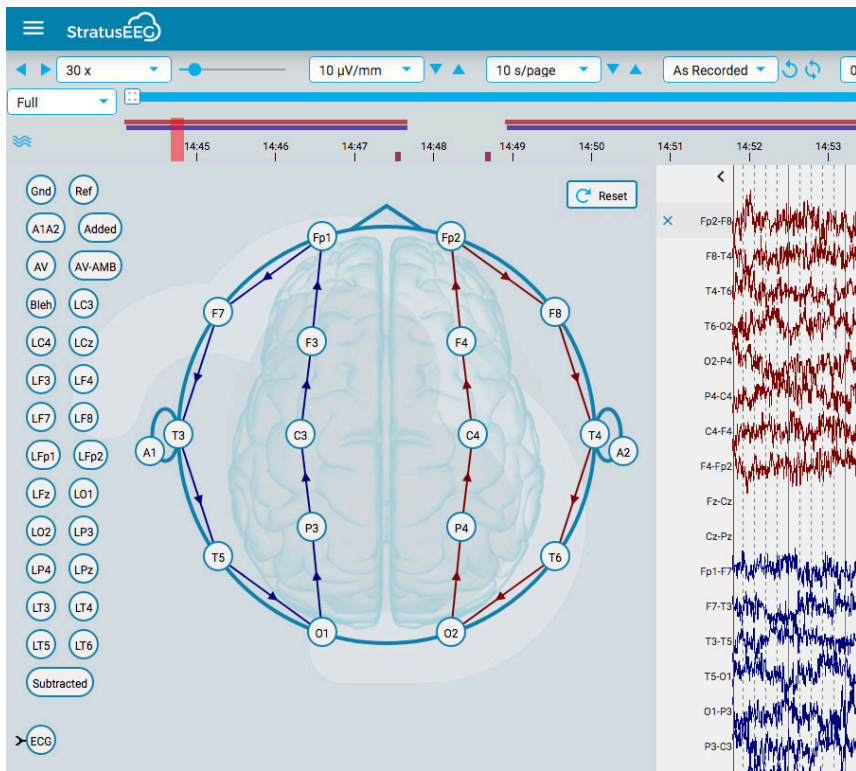 StratusEEG
30 x 10 µV/mm 10 s/page As Recorded 0
Full
14:45 14:46 14:47 14:48 14:49 14:50 14:51 14:52 14:53
Gnd Ref
Reset
A1A2 Added
AV AV-AMB
Bleh LC3
LC4 LCz
LF3 LF4
LF7 LF8
LFp1 LFp2
LFz LO1
LO2 LP3
LP4 LPz
LT3 LT4
LT5 LT6
Subtracted
ECG
Fp1 Fp2
F7 F8
F3 F4
A1 T3 C3 C4 T4 A2
P3 P4
T5 T6
O1 O2
Fp2-F8
F8-T4
T4-T6
T6-O2
O2-P4
P4-C4
C4-F4
F4-Fp2
Fz-Cz
Cz-Pz
Fp1-F7
F7-T3
T3-T5
T5-O1
O1-P3
P3-C3